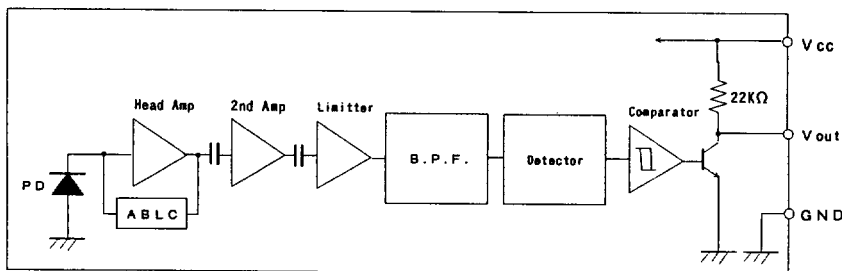 Vcc
Head Amp
2nd Amp
Limitter
Comparator
22KΩ
Vout
B.P.F.
Detector
PD
ABLC
GND